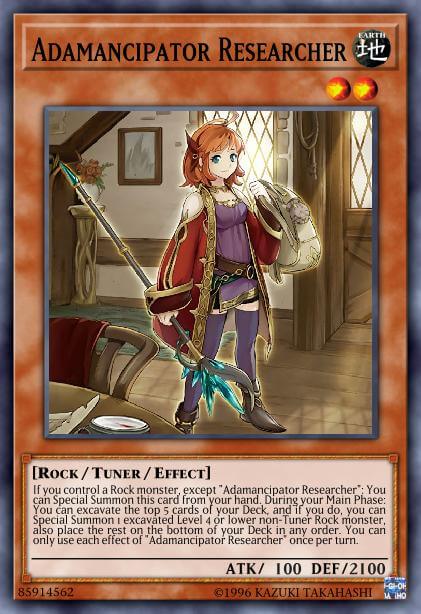 ADAMANCIPATOR RESEARCHER
EARTH
地
[ROCK / TUNER / EFFECT]
If you control a Rock monster, except "Adamancipator Researcher": You
can Special Summon this card from your hand. During your Main Phase:
You can excavate the top 5 cards of your Deck, and if you do, you can
Special Summon 1 excavated Level 4 or lower non-Tuner Rock monster,
also place the rest on the bottom of your Deck in any order. You can
only use each effect of "Adamancipator Researcher" once per turn.
ATK/ 100 DEF/2100
85914562
©1996 KAZUKI TAKAHASHI